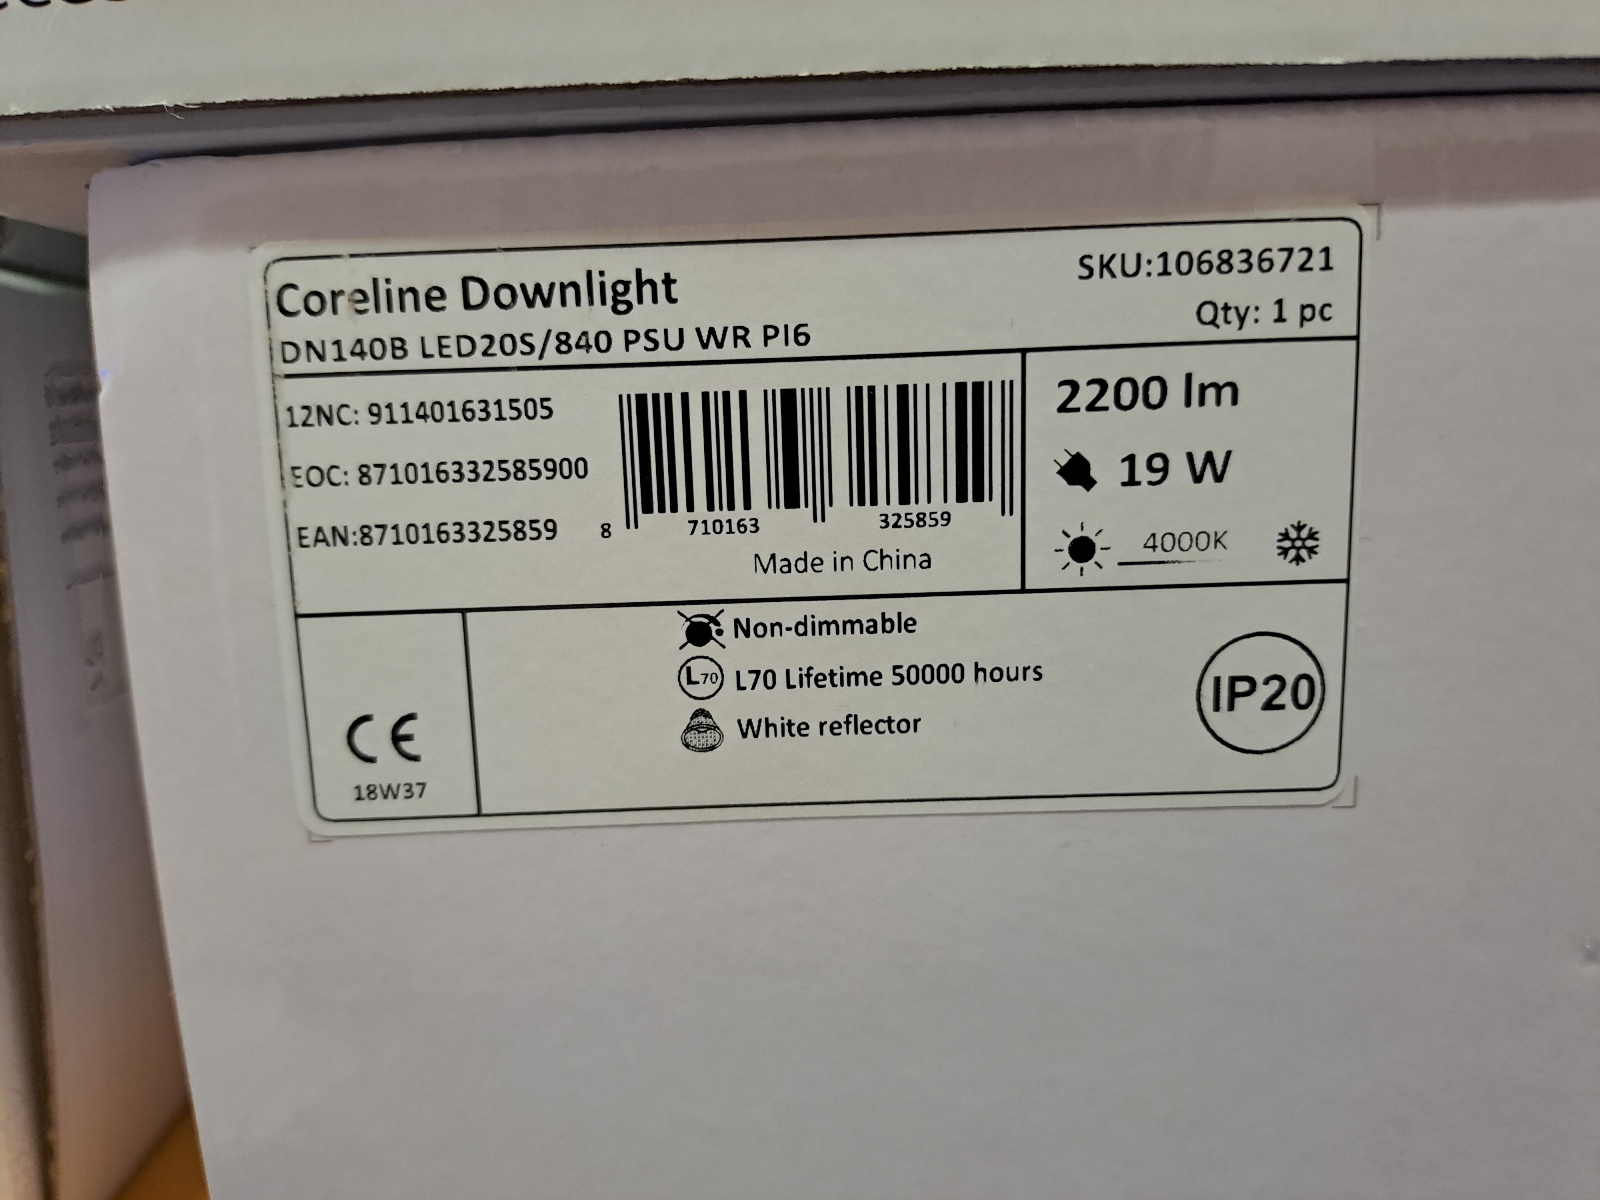 Coreline Downlight
DN140B LED20S/840 PSU WR PI6
SKU:106836721
Qty: 1 pc
12NC: 911401631505
EOC: 871016332585900
EAN:8710163325859
8 710163 325859
Made in China
2200 lm
19 W
4000K
Non-dimmable
L70 L70 Lifetime 50000 hours
White reflector
IP20
CE
18W37